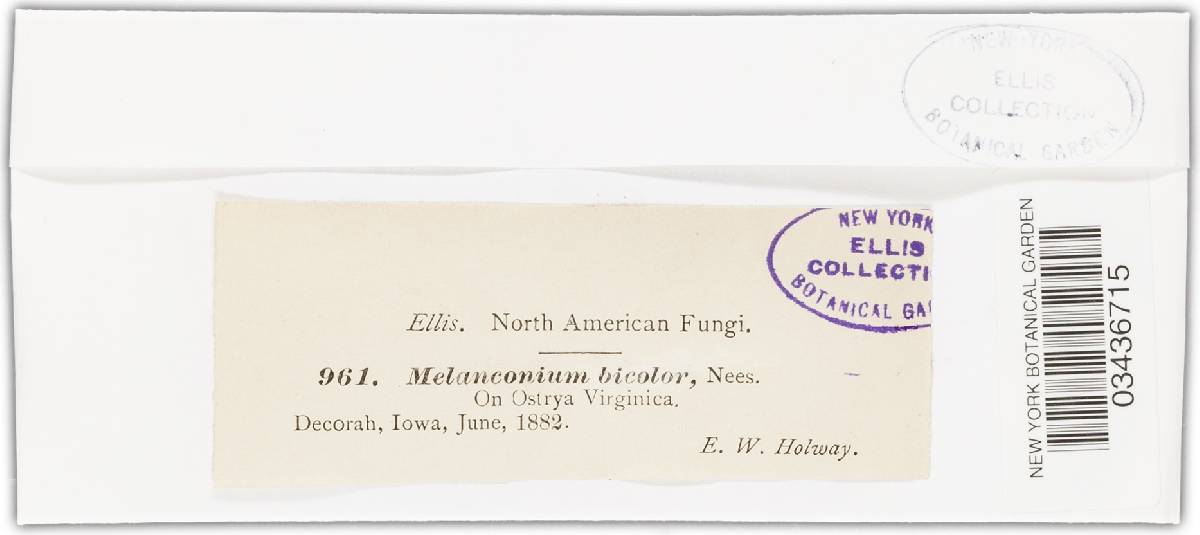 NEW YORK
ELLIS
COLLECTION
BOTANICAL GARDEN
NEW YORK
ELLIS
COLLECTI
BOTANICAL GA
Ellis. North American Fungi.
961. Melanconium bicolor, Nees.
On Ostrya Virginica.
Decorah, Iowa, June, 1882.
E. W. Holway.
NEW YORK BOTANICAL GARDEN
03436715